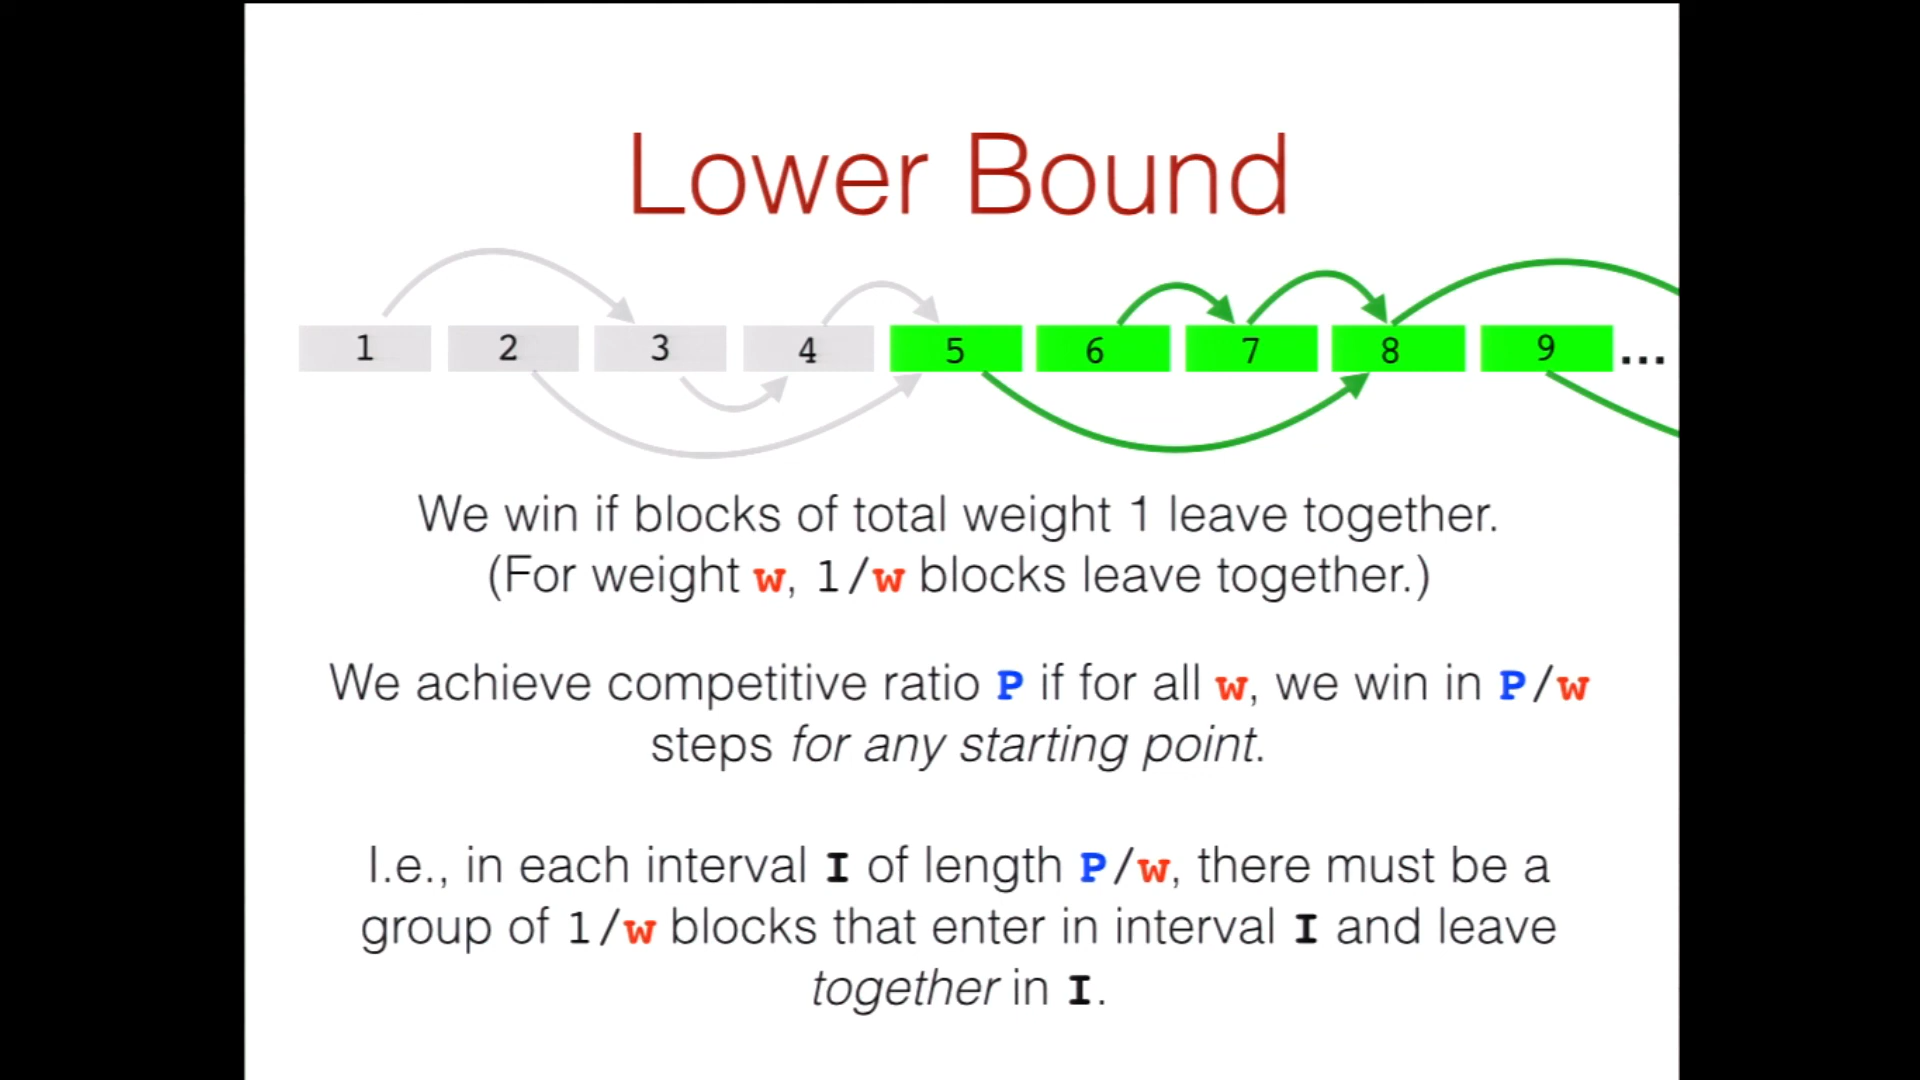 Lower Bound
1 2 3 4 5 6 7 8 9 ...
We win if blocks of total weight 1 leave together.
(For weight w, 1/w blocks leave together.)
We achieve competitive ratio P if for all w, we win in P/w
steps for any starting point.
I.e., in each interval I of length P/w, there must be a
group of 1/w blocks that enter in interval I and leave
together in I.